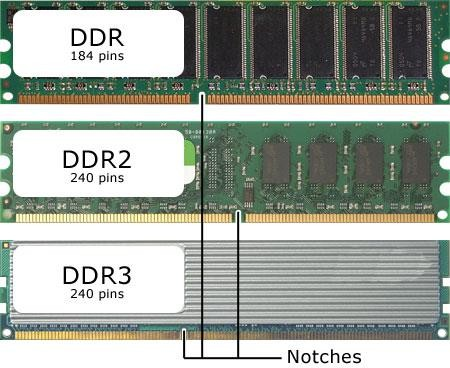 DDR
184 pins
DDR2
240 pins
DDR3
240 pins
Notches